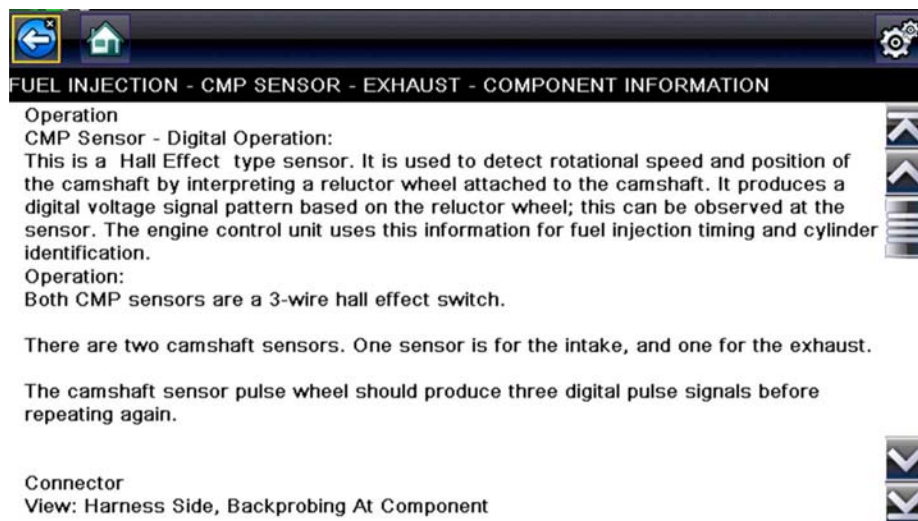 FUEL INJECTION - CMP SENSOR - EXHAUST - COMPONENT INFORMATION
Operation
CMP Sensor - Digital Operation:
This is a Hall Effect type sensor. It is used to detect rotational speed and position of
the camshaft by interpreting a reluctor wheel attached to the camshaft. It produces a
digital voltage signal pattern based on the reluctor wheel; this can be observed at the
sensor. The engine control unit uses this information for fuel injection timing and cylinder
identification.
Operation:
Both CMP sensors are a 3-wire hall effect switch.
There are two camshaft sensors. One sensor is for the intake, and one for the exhaust.
The camshaft sensor pulse wheel should produce three digital pulse signals before
repeating again.
Connector
View: Harness Side, Backprobing At Component